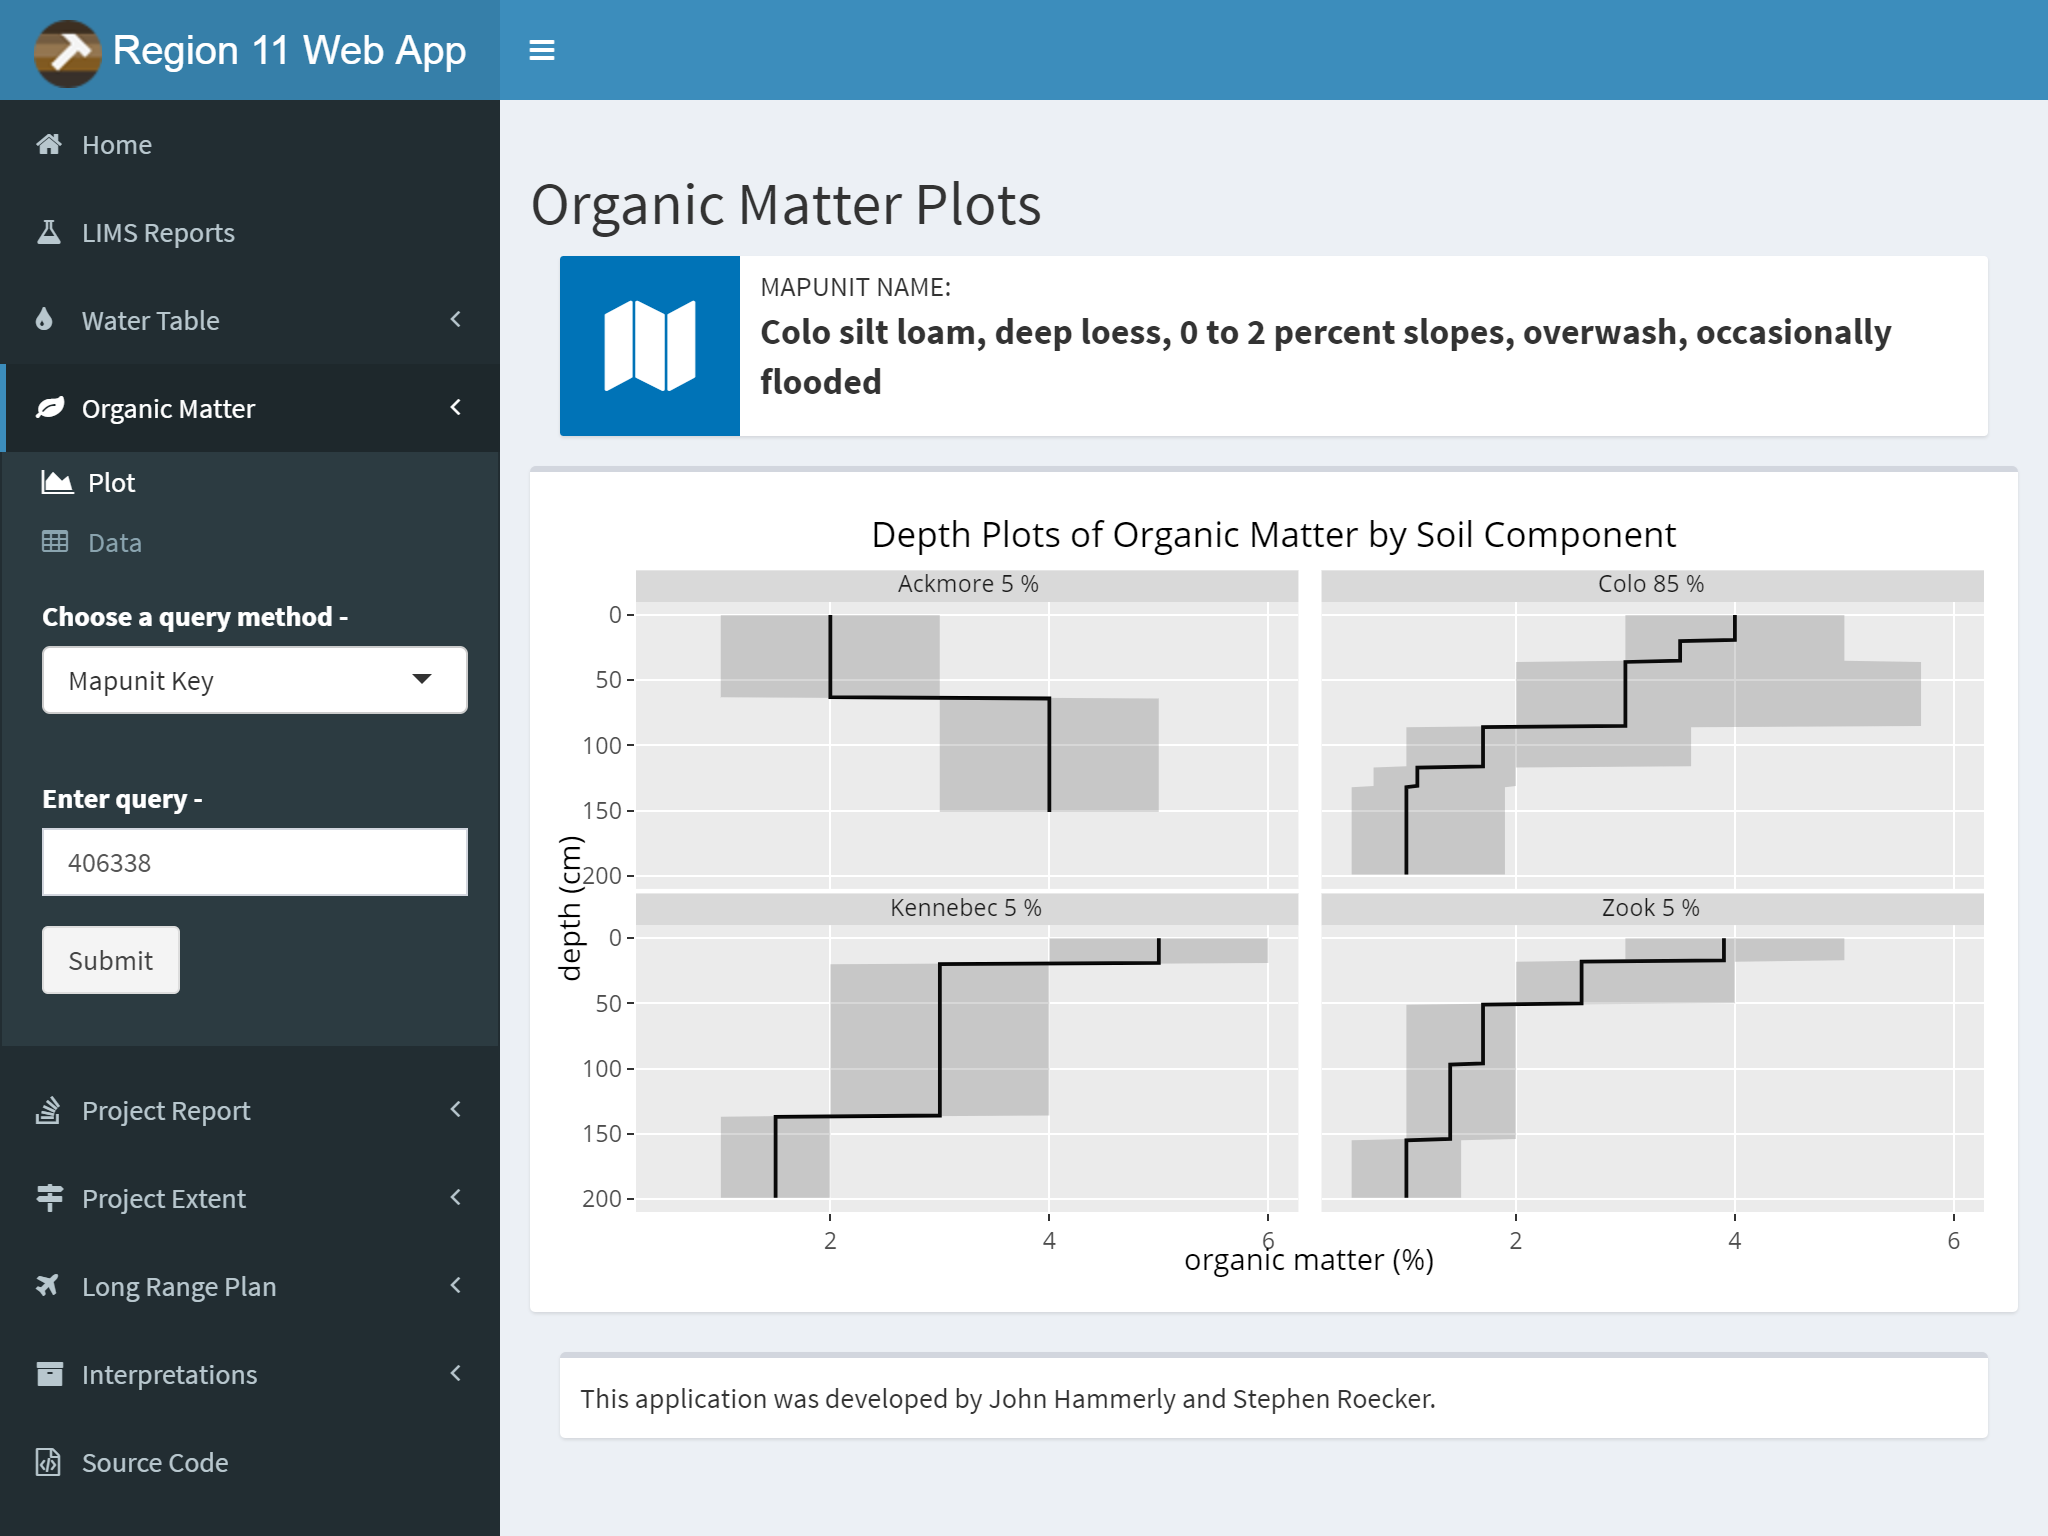 Region 11 Web App
Home
LIMS Reports
Water Table
Organic Matter
Plot
Data
Choose a query method -
Mapunit Key
Enter query -
406338
Submit
Project Report
Project Extent
Long Range Plan
Interpretations
Source Code
Organic Matter Plots
MAPUNIT NAME:
Colo silt loam, deep loess, 0 to 2 percent slopes, overwash, occasionally
flooded
Depth Plots of Organic Matter by Soil Component
Ackmore 5 %
Colo 85 %
0
50
100
150
200
depth (cm)
Kennebec 5 %
Zook 5 %
0
50
100
150
200
2
4
6
2
4
6
organic matter (%)
This application was developed by John Hammerly and Stephen Roecker.